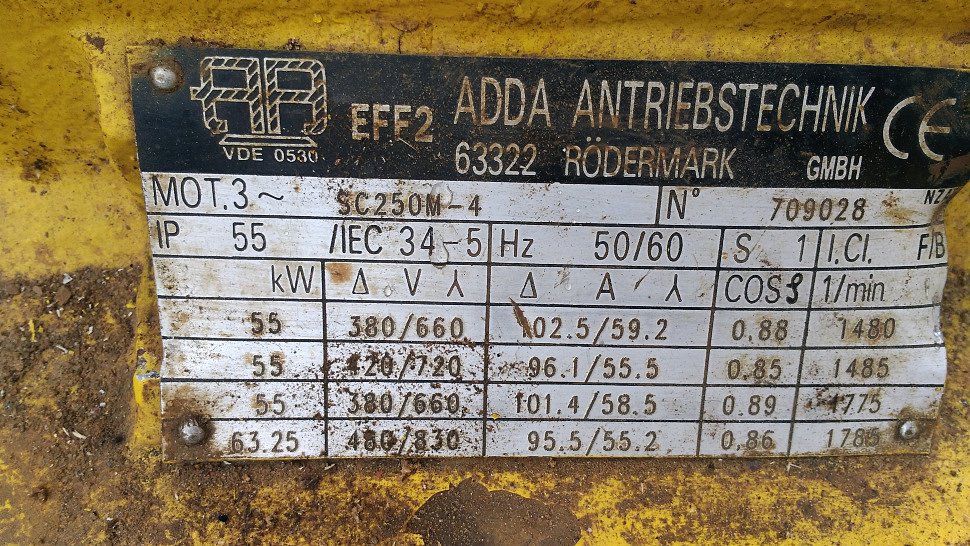 VDE 0530
EFF2
ADDA ANTRIEBSTECHNIK
63322 RÖDERMARK GMBH
CE
MOT.3~ SC250M-4 N° 709028
IP 55 /IEC 34-5 Hz 50/60 S 1 I.Cl. F/B
kW Δ V ⅄ Δ A ⅄ COSφ 1/min
55 380/660 102.5/59.2 0.88 1480
55 420/720 96.1/55.5 0.85 1485
55 380/660 101.4/58.5 0.89 1775
63.25 480/830 95.5/55.2 0.86